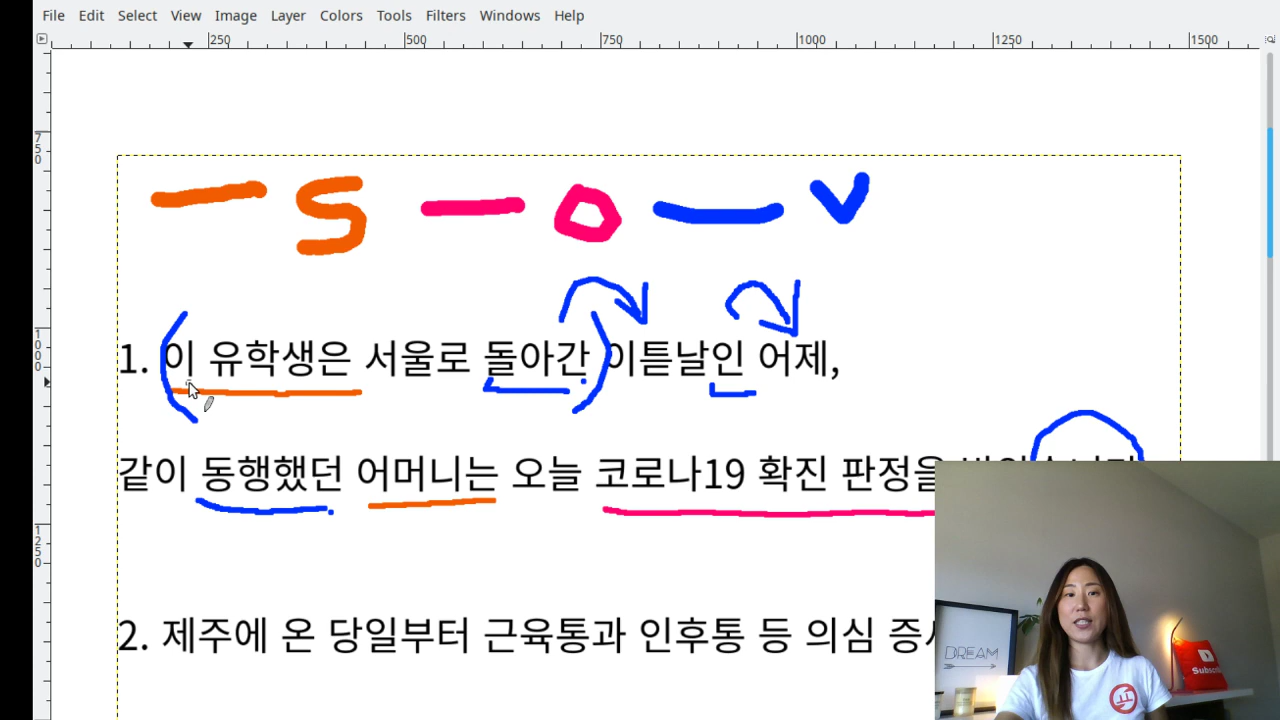 File Edit Select View Image Layer Colors Tools Filters Windows Help
250 500 750 1000 1250 1500
750
1000
1250
S O V
1. 이 유학생은 서울로 돌아간 이튿날인 어제,
같이 동행했던 어머니는 오늘 코로나19 확진 판정을
2. 제주에 온 당일부터 근육통과 인후통 등 의심
DREAM